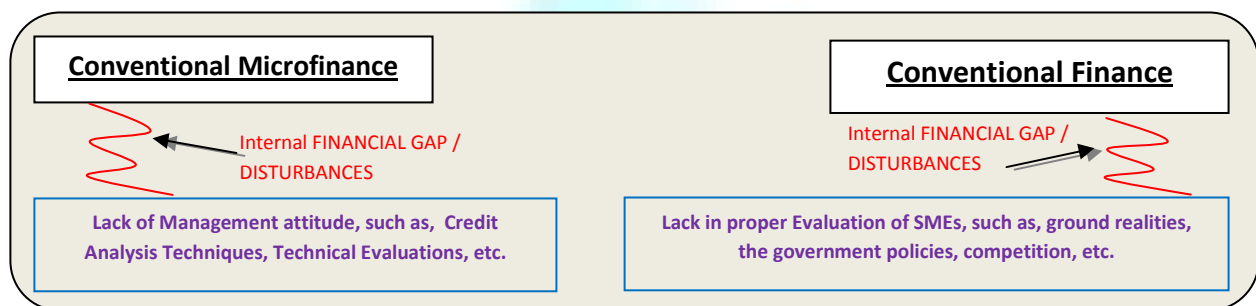 Conventional Microfinance
Conventional Finance
Internal FINANCIAL GAP /
DISTURBANCES
Internal FINANCIAL GAP /
DISTURBANCES
Lack of Management attitude, such as, Credit
Analysis Techniques, Technical Evaluations, etc.
Lack in proper Evaluation of SMEs, such as, ground realities,
the government policies, competition, etc.